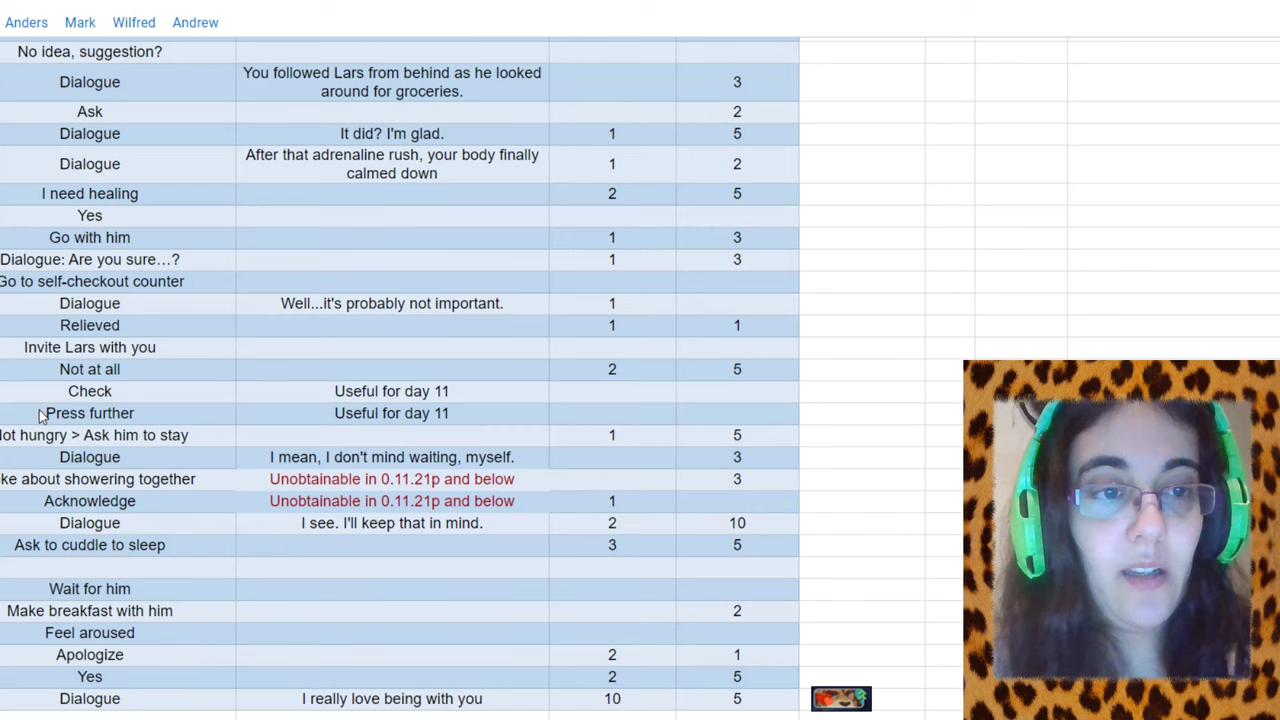 Anders Mark Wilfred Andrew
No idea, suggestion?
Dialogue You followed Lars from behind as he looked around for groceries. 3
Ask 2
Dialogue It did? I'm glad. 1 5
Dialogue After that adrenaline rush, your body finally calmed down 1 2
I need healing 2 5
Yes
Go with him 1 3
Dialogue: Are you sure…? 1 3
Go to self-checkout counter
Dialogue Well...it's probably not important. 1
Relieved 1 1
Invite Lars with you
Not at all 2 5
Check Useful for day 11
Press further Useful for day 11
ot hungry > Ask him to stay 1 5
Dialogue I mean, I don't mind waiting, myself. 3
ke about showering together Unobtainable in 0.11.21p and below 3
Acknowledge Unobtainable in 0.11.21p and below 1
Dialogue I see. I'll keep that in mind. 2 10
Ask to cuddle to sleep 3 5
Wait for him
Make breakfast with him 2
Feel aroused
Apologize 2 1
Yes 2 5
Dialogue I really love being with you 10 5